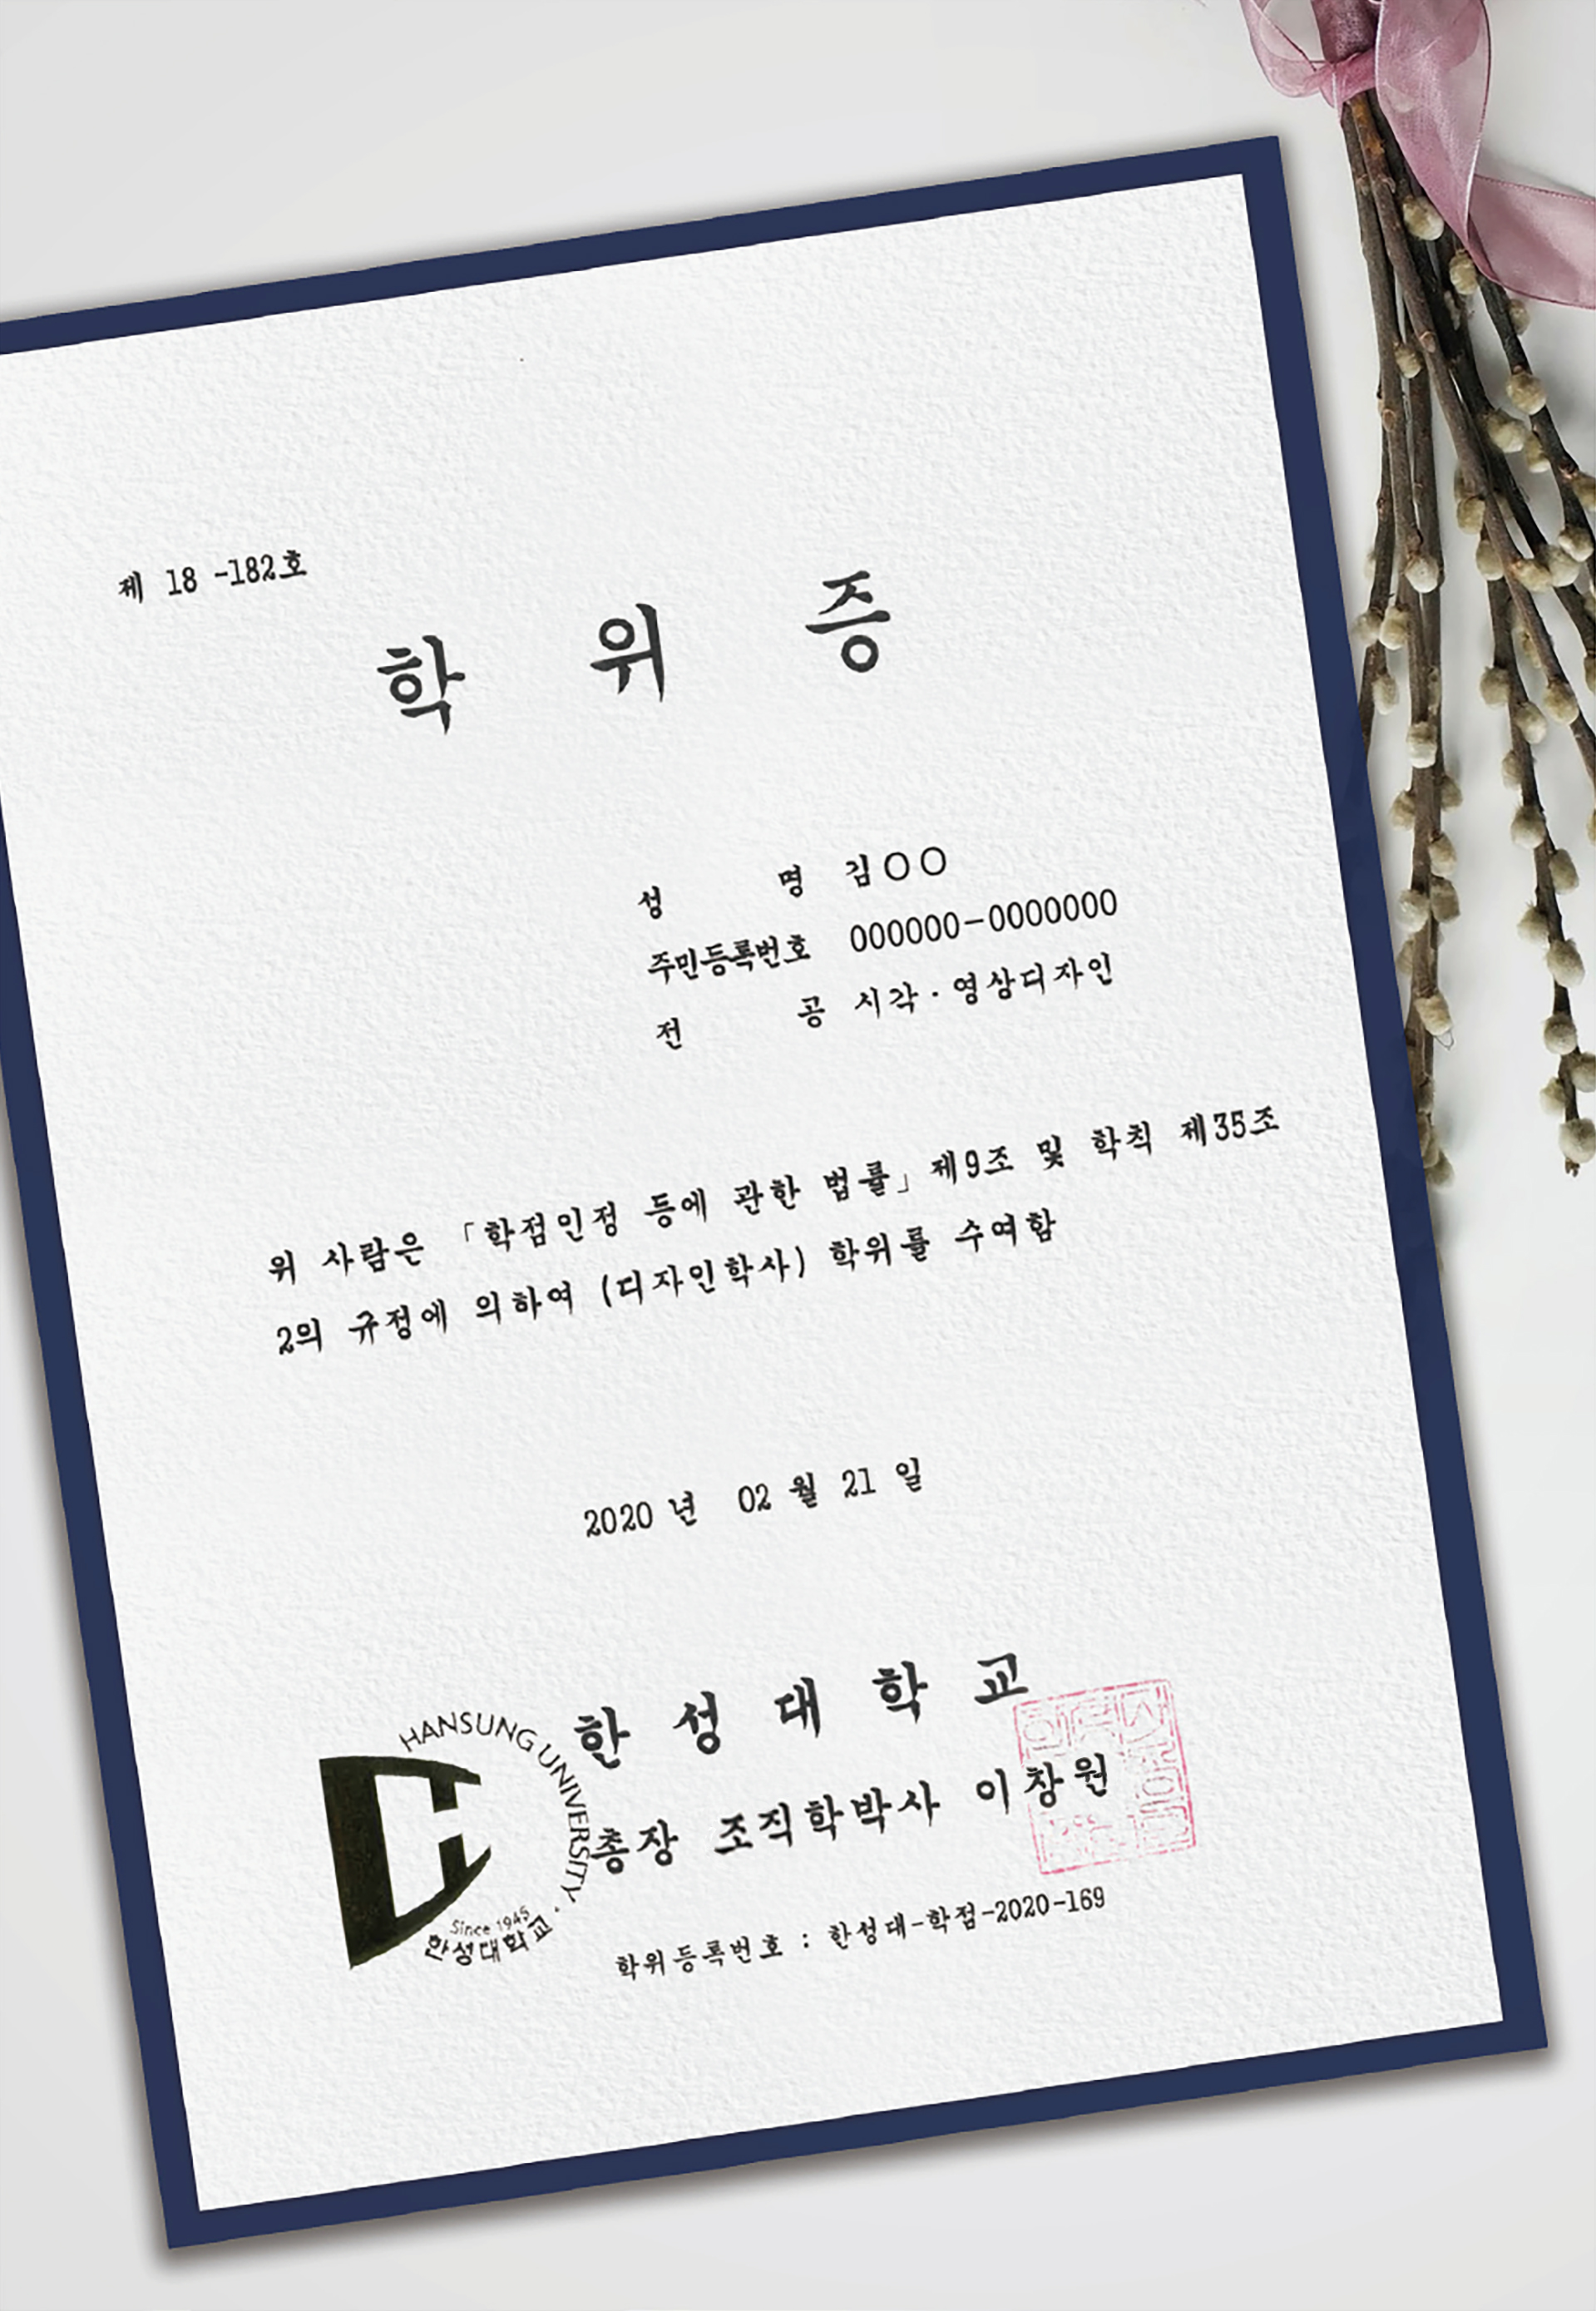 제 18 -182호
학 위 증
성 명 김○○
주민등록번호 000000-0000000
전 공 시각·영상디자인
위 사람은 「학점인정 등에 관한 법률」제9조 및 학칙 제35조
2의 규정에 의하여 (디자인학사) 학위를 수여함
2020 년 02 월 21 일
한 성 대 학 교
총장 조직학박사 이창원
학위등록번호 : 한성대-학점-2020-169
HANSUNG UNIVERSITY
Since 1945
한성대학교